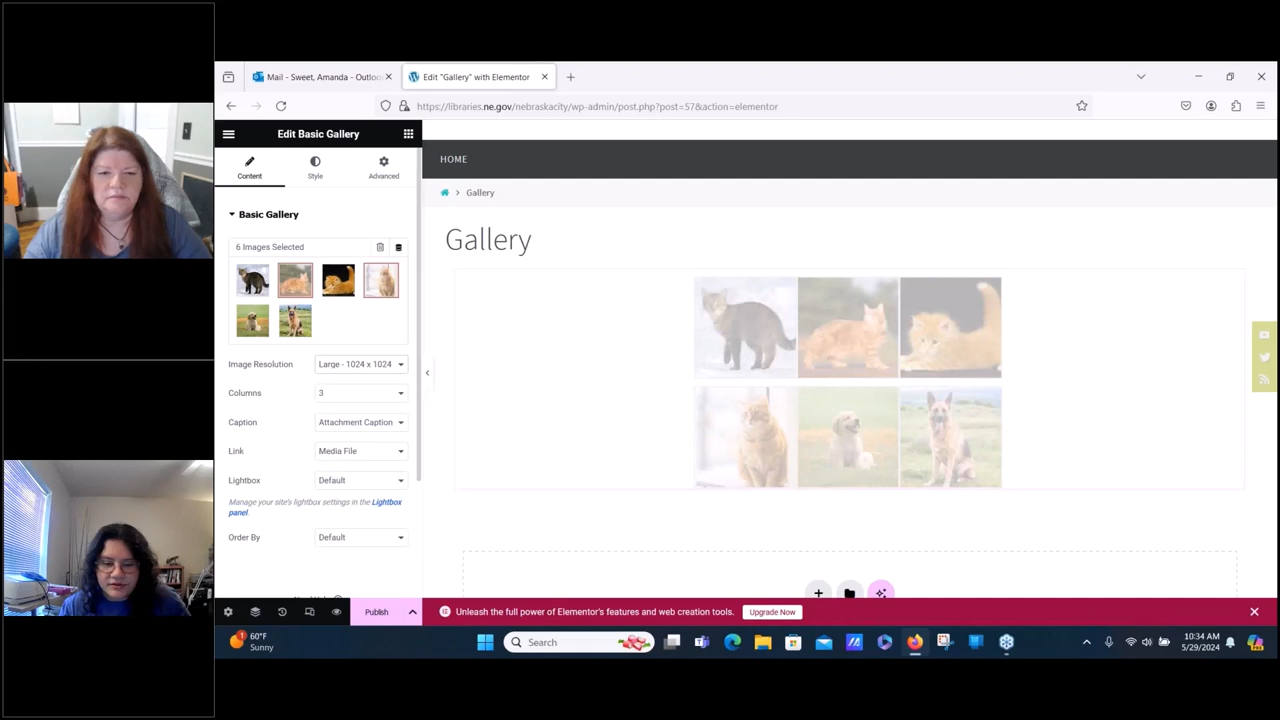 Mail - Sweet, Amanda - Outloo
Edit "Gallery" with Elementor
https://libraries.ne.gov/nebraskacity/wp-admin/post.php?post=57&action=elementor
Edit Basic Gallery
HOME
Content
Style
Advanced
Gallery
Basic Gallery
Gallery
6 Images Selected
Image Resolution
Large - 1024 x 1024
Columns
3
Caption
Attachment Caption
Link
Media File
Lightbox
Default
Manage your site's lightbox settings in the Lightbox
panel.
Order By
Default
Publish
Unleash the full power of Elementor's features and web creation tools.
Upgrade Now
1
60°F
Sunny
Search
10:34 AM
5/29/2024